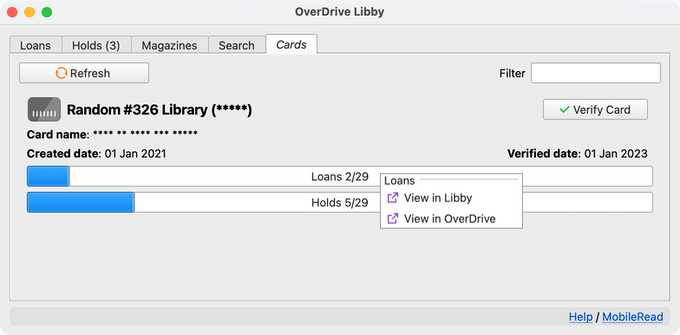 OverDrive Libby
Loans Holds (3) Magazines Search Cards
Refresh Filter
Random #326 Library (*****) Verify Card
Card name: **** ** **** *** *****
Created date: 01 Jan 2021 Verified date: 01 Jan 2023
Loans 2/29
Loans
View in Libby
Holds 5/29
View in OverDrive
Help / MobileRead